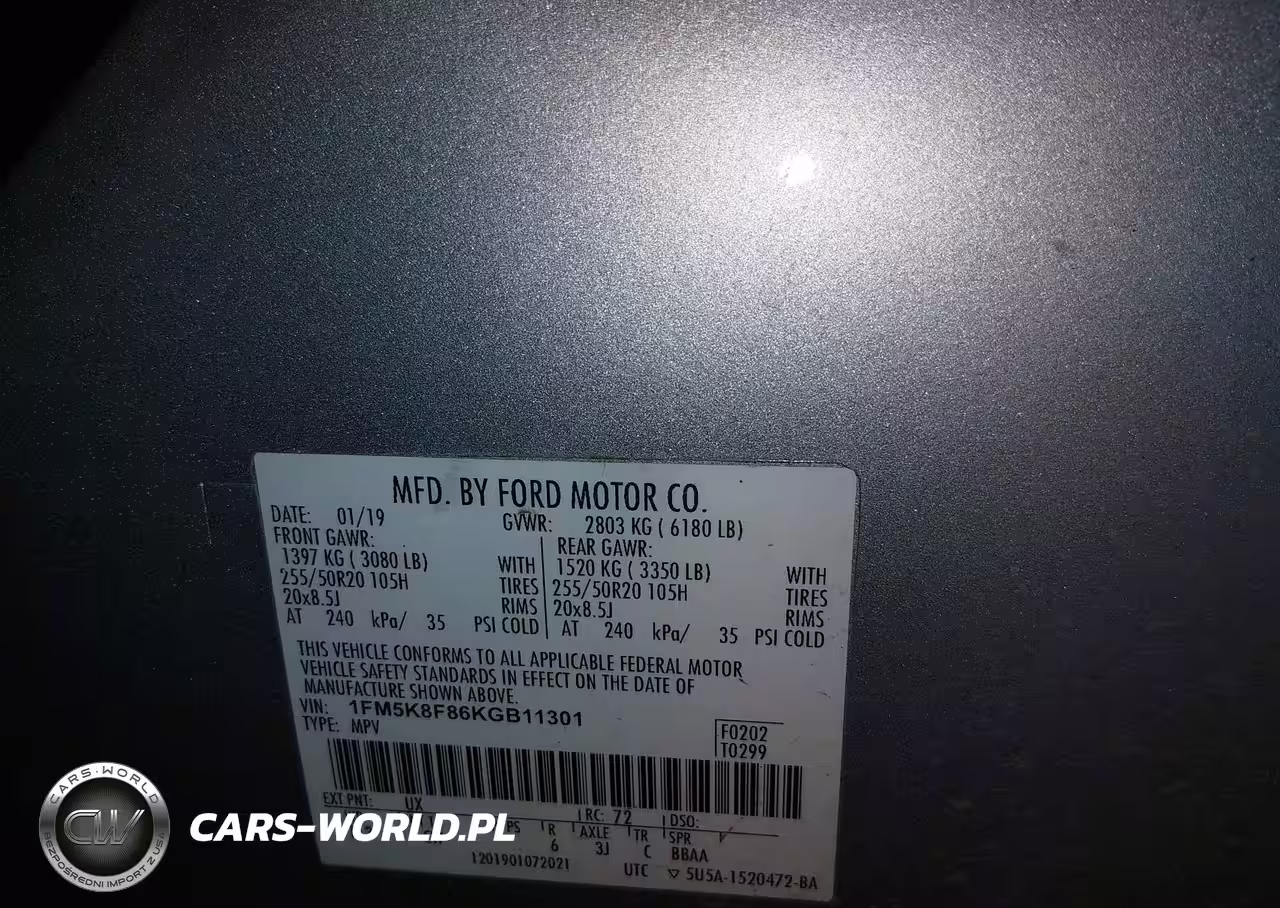 MFD. BY FORD MOTOR CO.
DATE: 01/19 GVWR: 2803 KG ( 6180 LB)
FRONT GAWR: REAR GAWR:
1397 KG ( 3080 LB) WITH 1520 KG ( 3350 LB) WITH
255/50R20 105H TIRES 255/50R20 105H TIRES
20x8.5J RIMS 20x8.5J RIMS
AT 240 kPa/ 35 PSI COLD AT 240 kPa/ 35 PSI COLD
THIS VEHICLE CONFORMS TO ALL APPLICABLE FEDERAL MOTOR
VEHICLE SAFETY STANDARDS IN EFFECT ON THE DATE OF
MANUFACTURE SHOWN ABOVE.
VIN: 1FM5K8F86KGB11301
TYPE: MPV
F0202
T0299
EXT PNT: UX RC: 72 DSO:
R AXLE TR SPR
6 3J C BBAA
1201901072021
UTC ▽ 5U5A-1520472-BA
CARS-WORLD
CW
BEZPOŚREDNI IMPORT Z USA
CARS-WORLD.PL